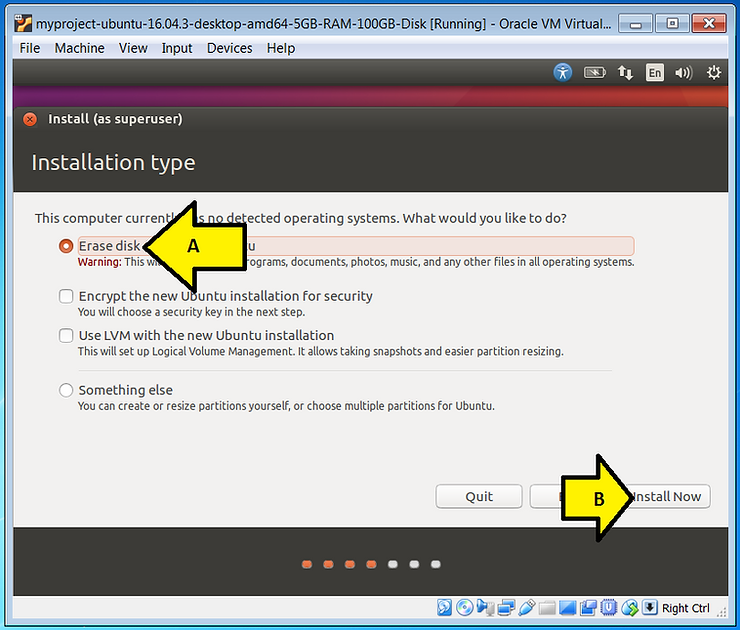 myproject-ubuntu-16.04.3-desktop-amd64-5GB-RAM-100GB-Disk [Running] - Oracle VM Virtual...
File Machine View Input Devices Help
En
Install (as superuser)
Installation type
This computer current no detected operating systems. What would you like to do?
Erase disk
A
Warning: This documents, photos, music, and any other files in all operating systems.
Encrypt the new Ubuntu installation for security
You will choose a security key in the next step.
Use LVM with the new Ubuntu installation
This will set up Logical Volume Management. It allows taking snapshots and easier partition resizing.
Something else
You can create or resize partitions yourself, or choose multiple partitions for Ubuntu.
Quit
B
Install Now
Right Ctrl